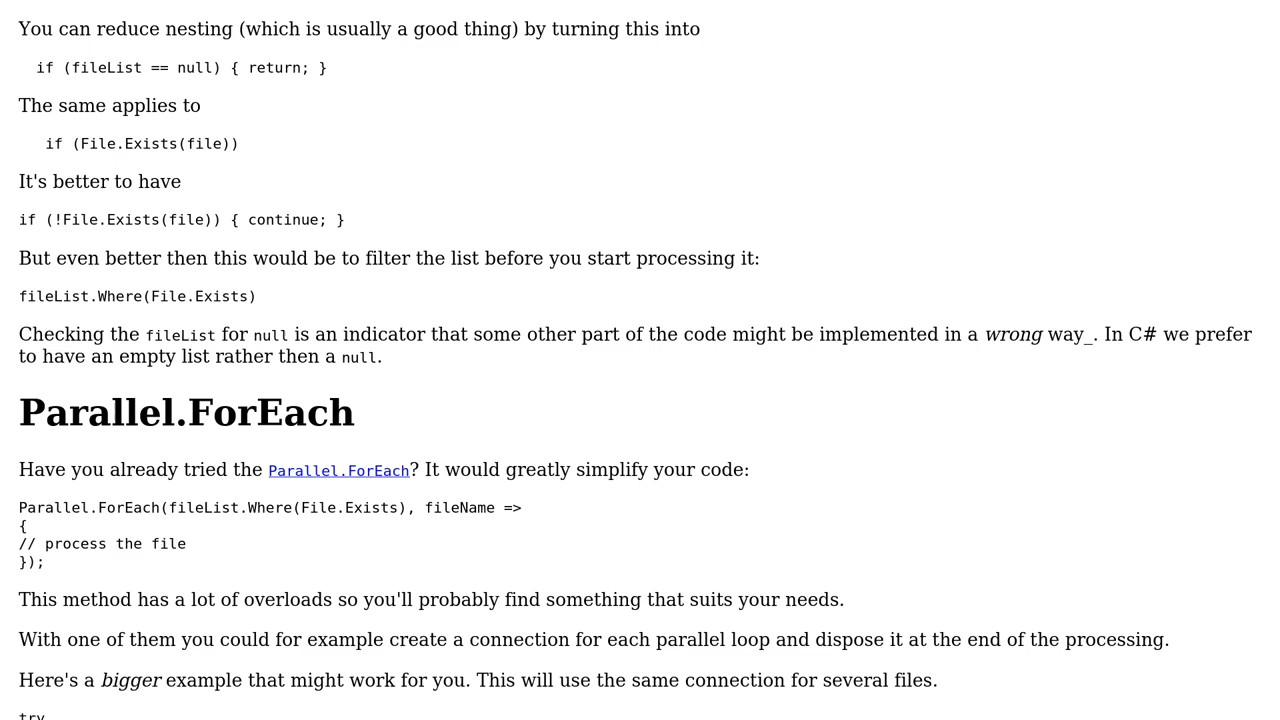 You can reduce nesting (which is usually a good thing) by turning this into
if (fileList == null) { return; }
The same applies to
if (File.Exists(file))
It's better to have
if (!File.Exists(file)) { continue; }
But even better then this would be to filter the list before you start processing it:
fileList.Where(File.Exists)
Checking the fileList for null is an indicator that some other part of the code might be implemented in a wrong way_. In C# we prefer
to have an empty list rather then a null.
Parallel.ForEach
Have you already tried the Parallel.ForEach? It would greatly simplify your code:
Parallel.ForEach(fileList.Where(File.Exists), fileName =>
{
// process the file
});
This method has a lot of overloads so you'll probably find something that suits your needs.
With one of them you could for example create a connection for each parallel loop and dispose it at the end of the processing.
Here's a bigger example that might work for you. This will use the same connection for several files.
try